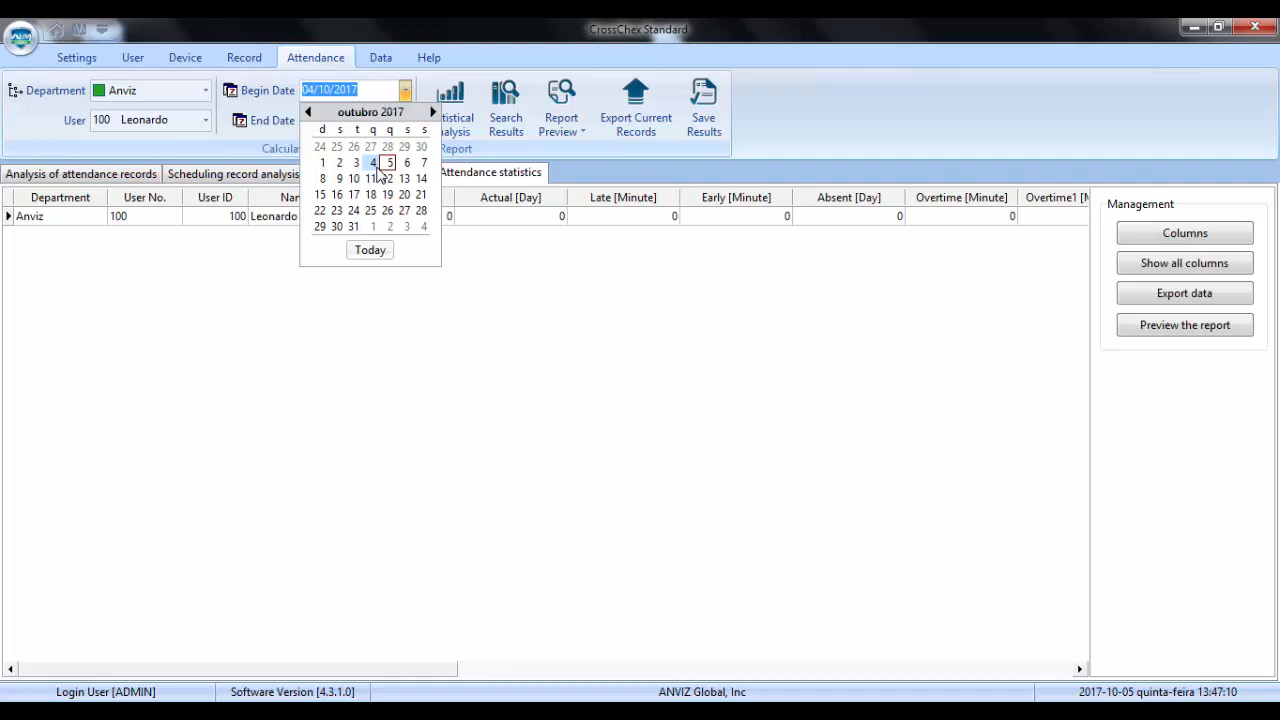 CrossChex Standard
Settings User Device Record Attendance Data Help
Department Anviz Begin Date 04/10/2017
User 100 Leonardo End Date
Search Results
Report Preview
Export Current Records
Save Results
outubro 2017
d s t q q s s
24 25 26 27 28 29 30
1 2 3 4 5 6 7
8 9 10 11 12 13 14
15 16 17 18 19 20 21
22 23 24 25 26 27 28
29 30 31 1 2 3 4
Today
Analysis of attendance records Scheduling record analysis Attendance statistics
Department User No. User ID Actual [Day] Late [Minute] Early [Minute] Absent [Day] Overtime [Minute]
Anviz 100 100 Leonardo 0 0 0 0 0 0
Management
Columns
Show all columns
Export data
Preview the report
Login User [ADMIN] Software Version [4.3.1.0] ANVIZ Global, Inc 2017-10-05 quinta-feira 13:47:10